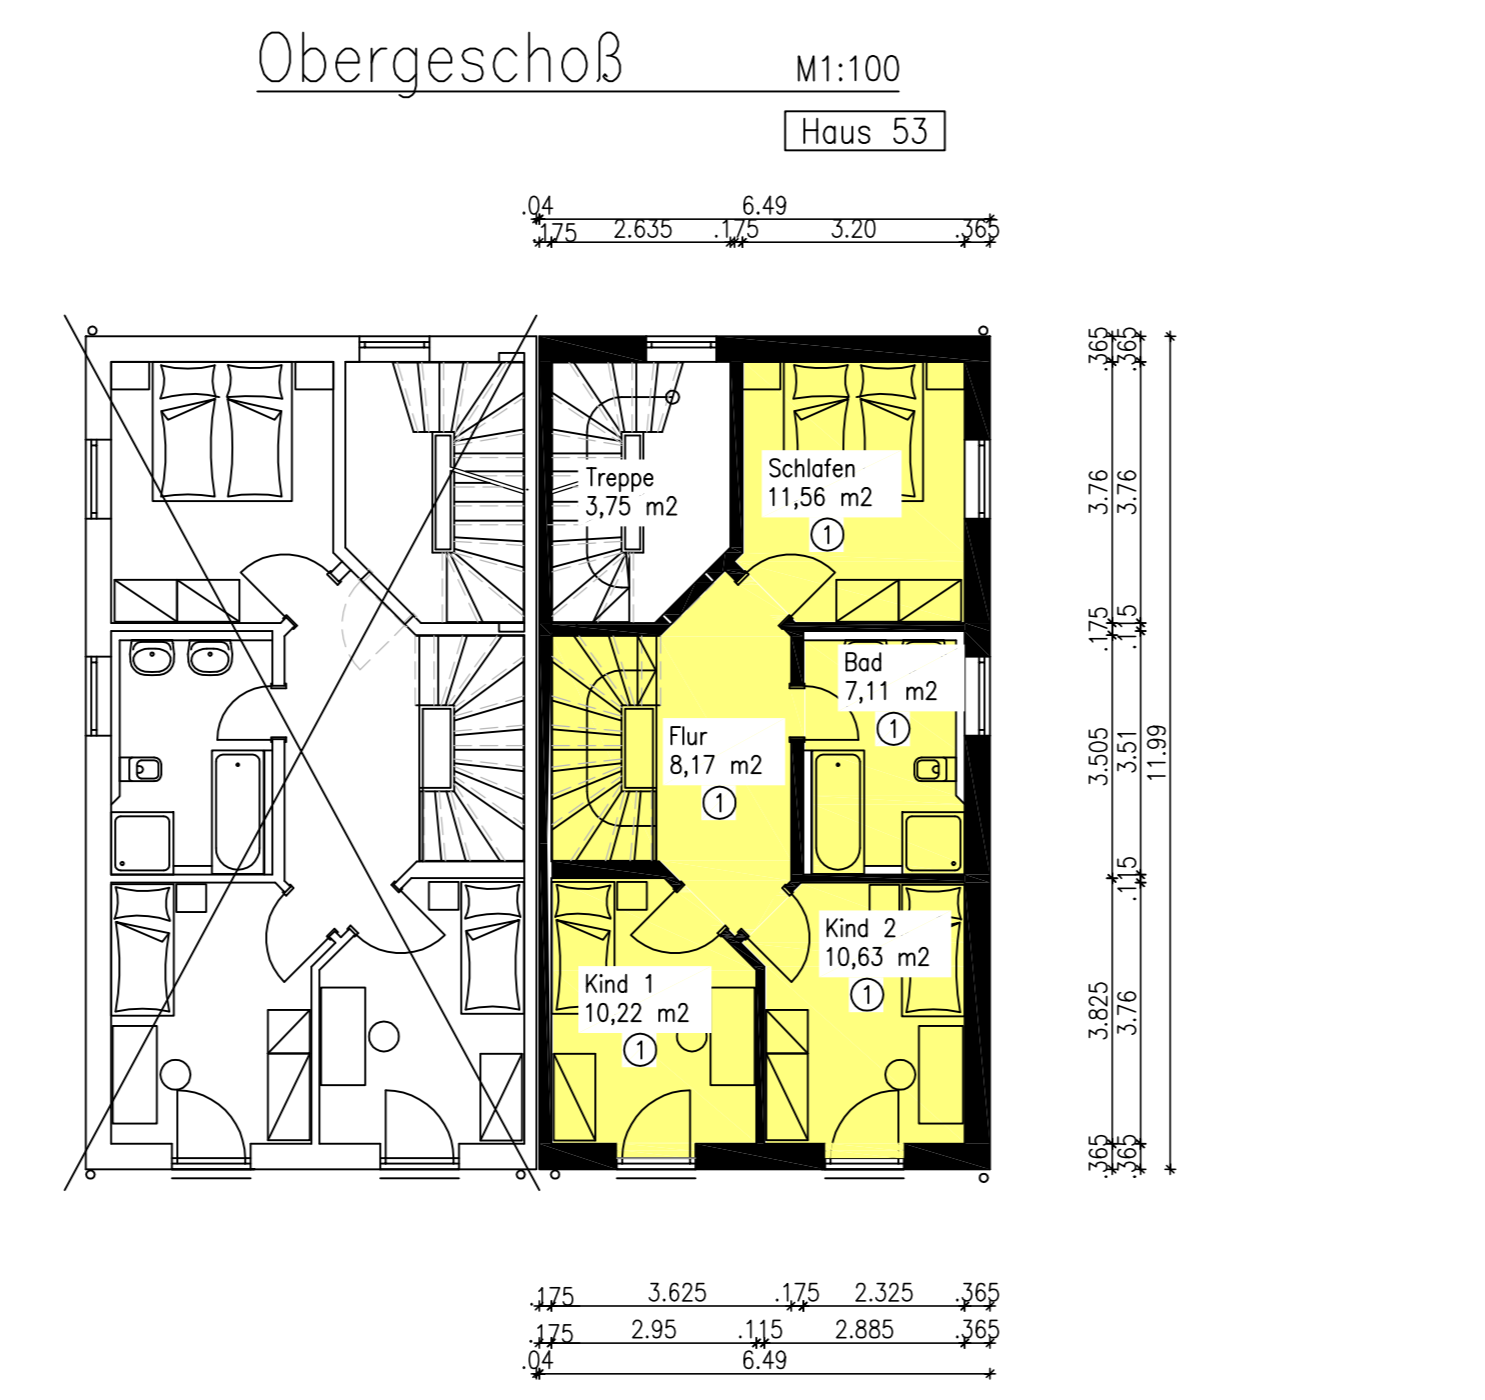 Obergeschoß
M1:100
Haus 53
.04
6.49
.175
2.635
.175
3.20
.365
Treppe
3,75 m2
Schlafen
11,56 m2
1
Bad
7,11 m2
1
Flur
8,17 m2
1
Kind 1
10,22 m2
1
Kind 2
10,63 m2
1
.365
3.76
.175
3.505
3.825
.365
.365
3.76
.115
3.51
.115
3.76
.365
11.99
.175
3.625
.175
2.325
.365
.175
2.95
.115
2.885
.365
.04
6.49